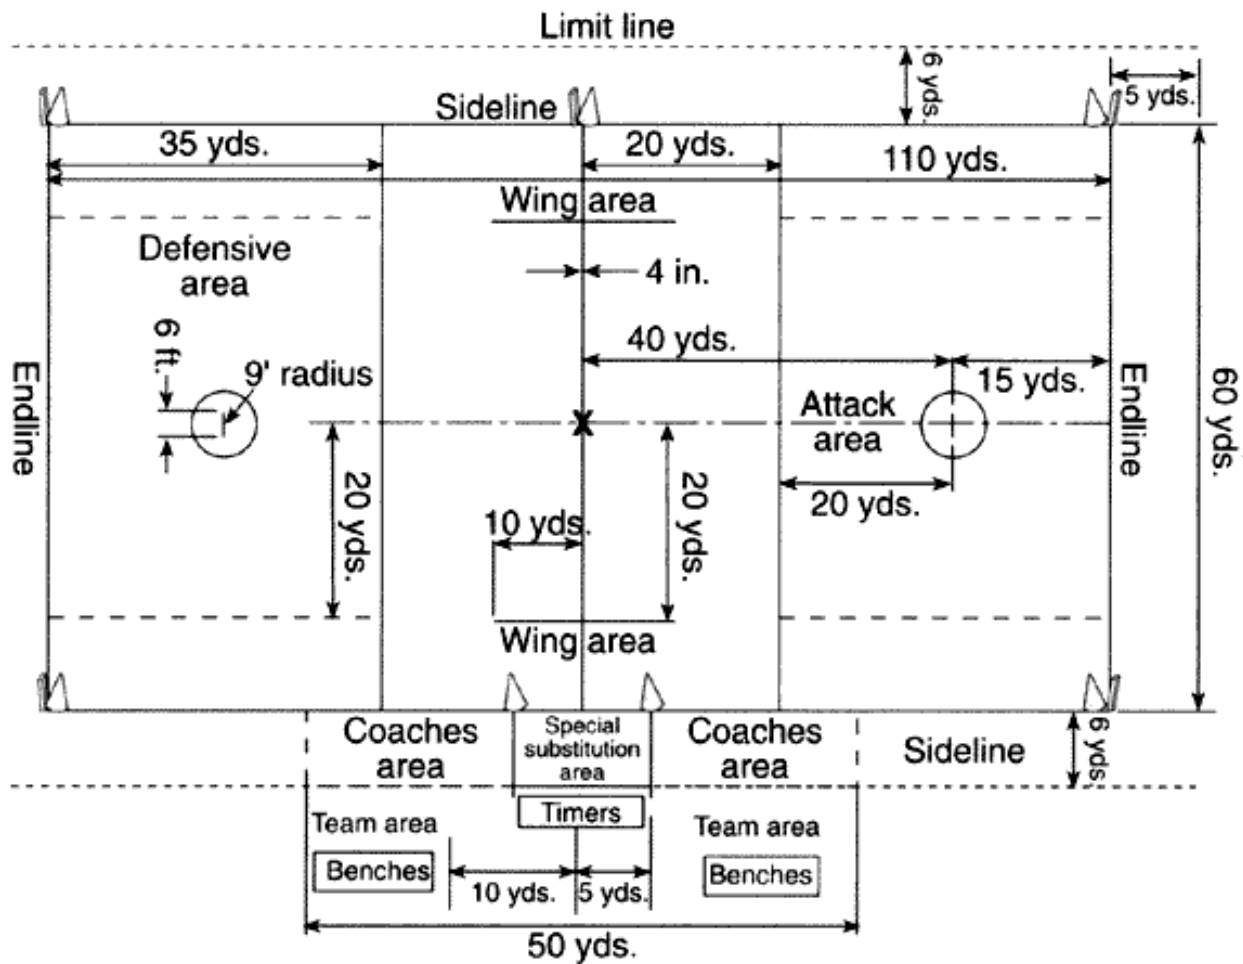 Limit line
6 yds.
5 yds.
Sideline
35 yds.
20 yds.
110 yds.
Wing area
Defensive
area
4 in.
6 ft.
9' radius
40 yds.
15 yds.
Endline
Endline
60 yds.
X
Attack
area
20 yds.
20 yds.
20 yds.
10 yds.
Wing area
Coaches
area
Special
substitution
area
Coaches
area
Sideline
6 yds.
Timers
Team area
Team area
Benches
Benches
10 yds.
5 yds.
50 yds.